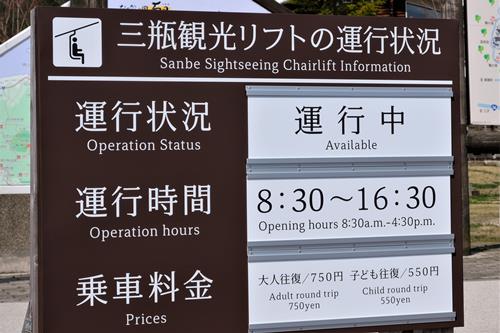 三瓶観光リフトの運行状況
Sanbe Sightseeing Chairlift Information
運行状況
Operation Status
運行中
Available
運行時間
Operation hours
8:30～16:30
Opening hours 8:30a.m.-4:30p.m.
乗車料金
Prices
大人往復/750円 子ども往復/550円
Adult round trip Child round trip
750yen 550yen